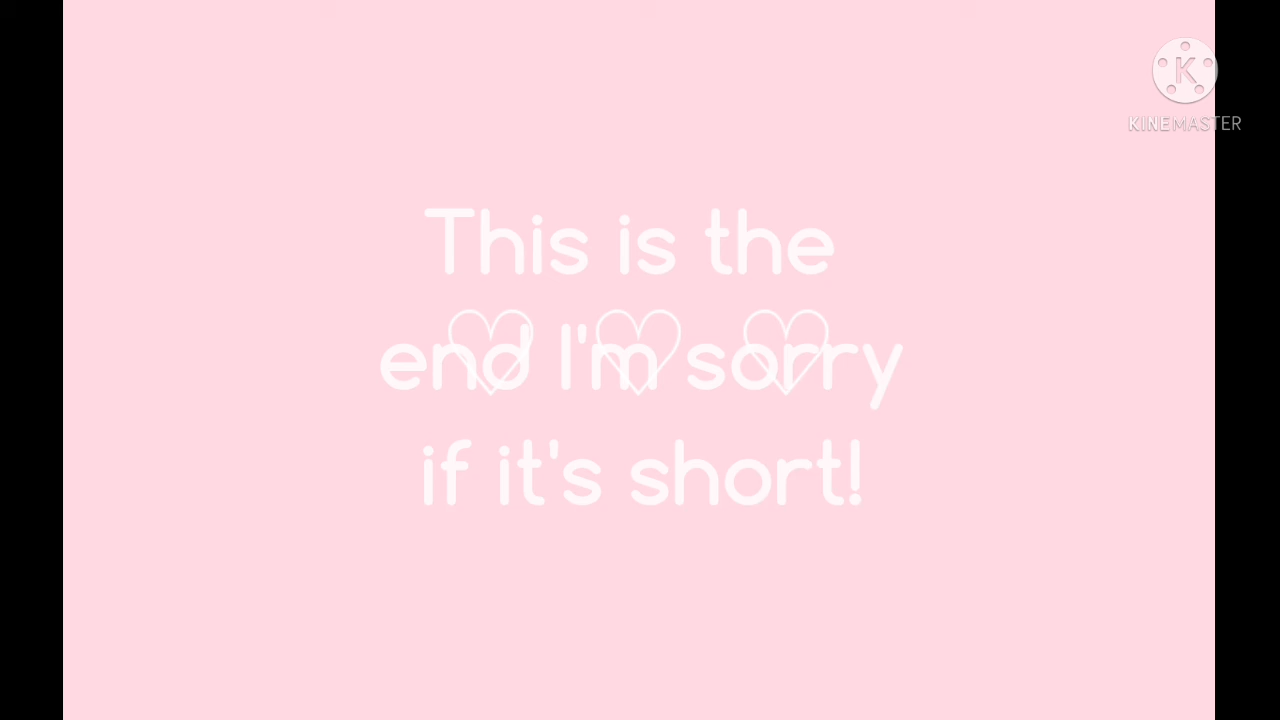 K
KINEMASTER
This is the
end I'm sorry
♡ ♡ ♡
if it's short!